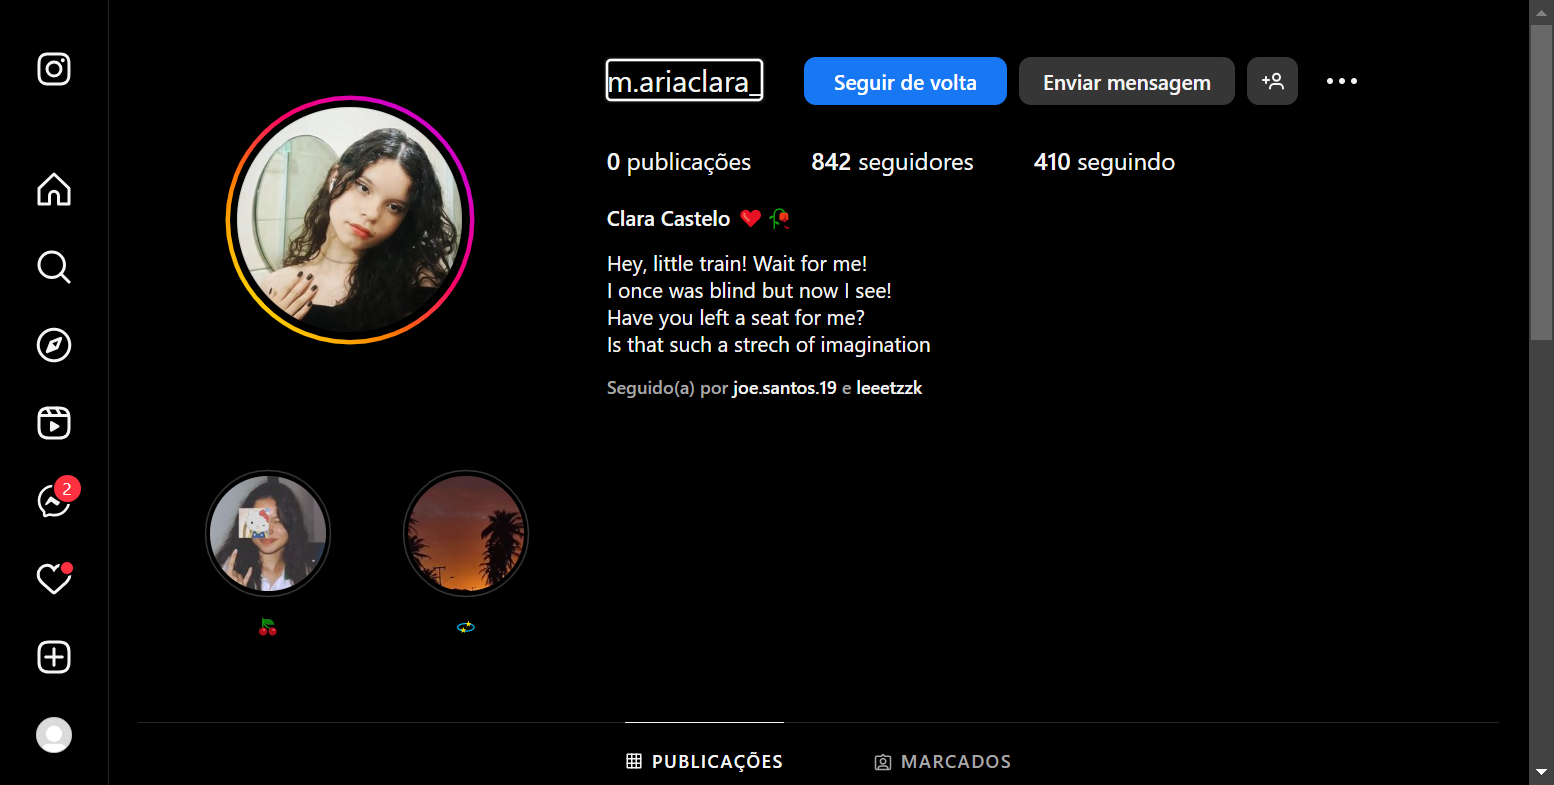 m.ariaclara_ Seguir de volta Enviar mensagem
0 publicações 842 seguidores 410 seguindo
Clara Castelo ❤️🥀
Hey, little train! Wait for me!
I once was blind but now I see!
Have you left a seat for me?
Is that such a strech of imagination
Seguido(a) por joe.santos.19 e leeetzzk
2
🍒 💫
PUBLICAÇÕES MARCADOS